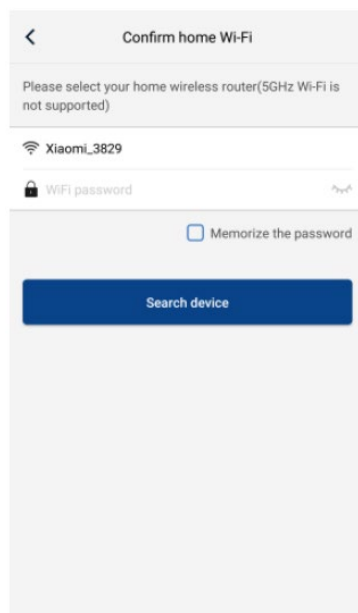 Confirm home Wi-Fi
Please select your home wireless router(5GHz Wi-Fi is
not supported)
Xiaomi_3829
WiFi password
Memorize the password
Search device